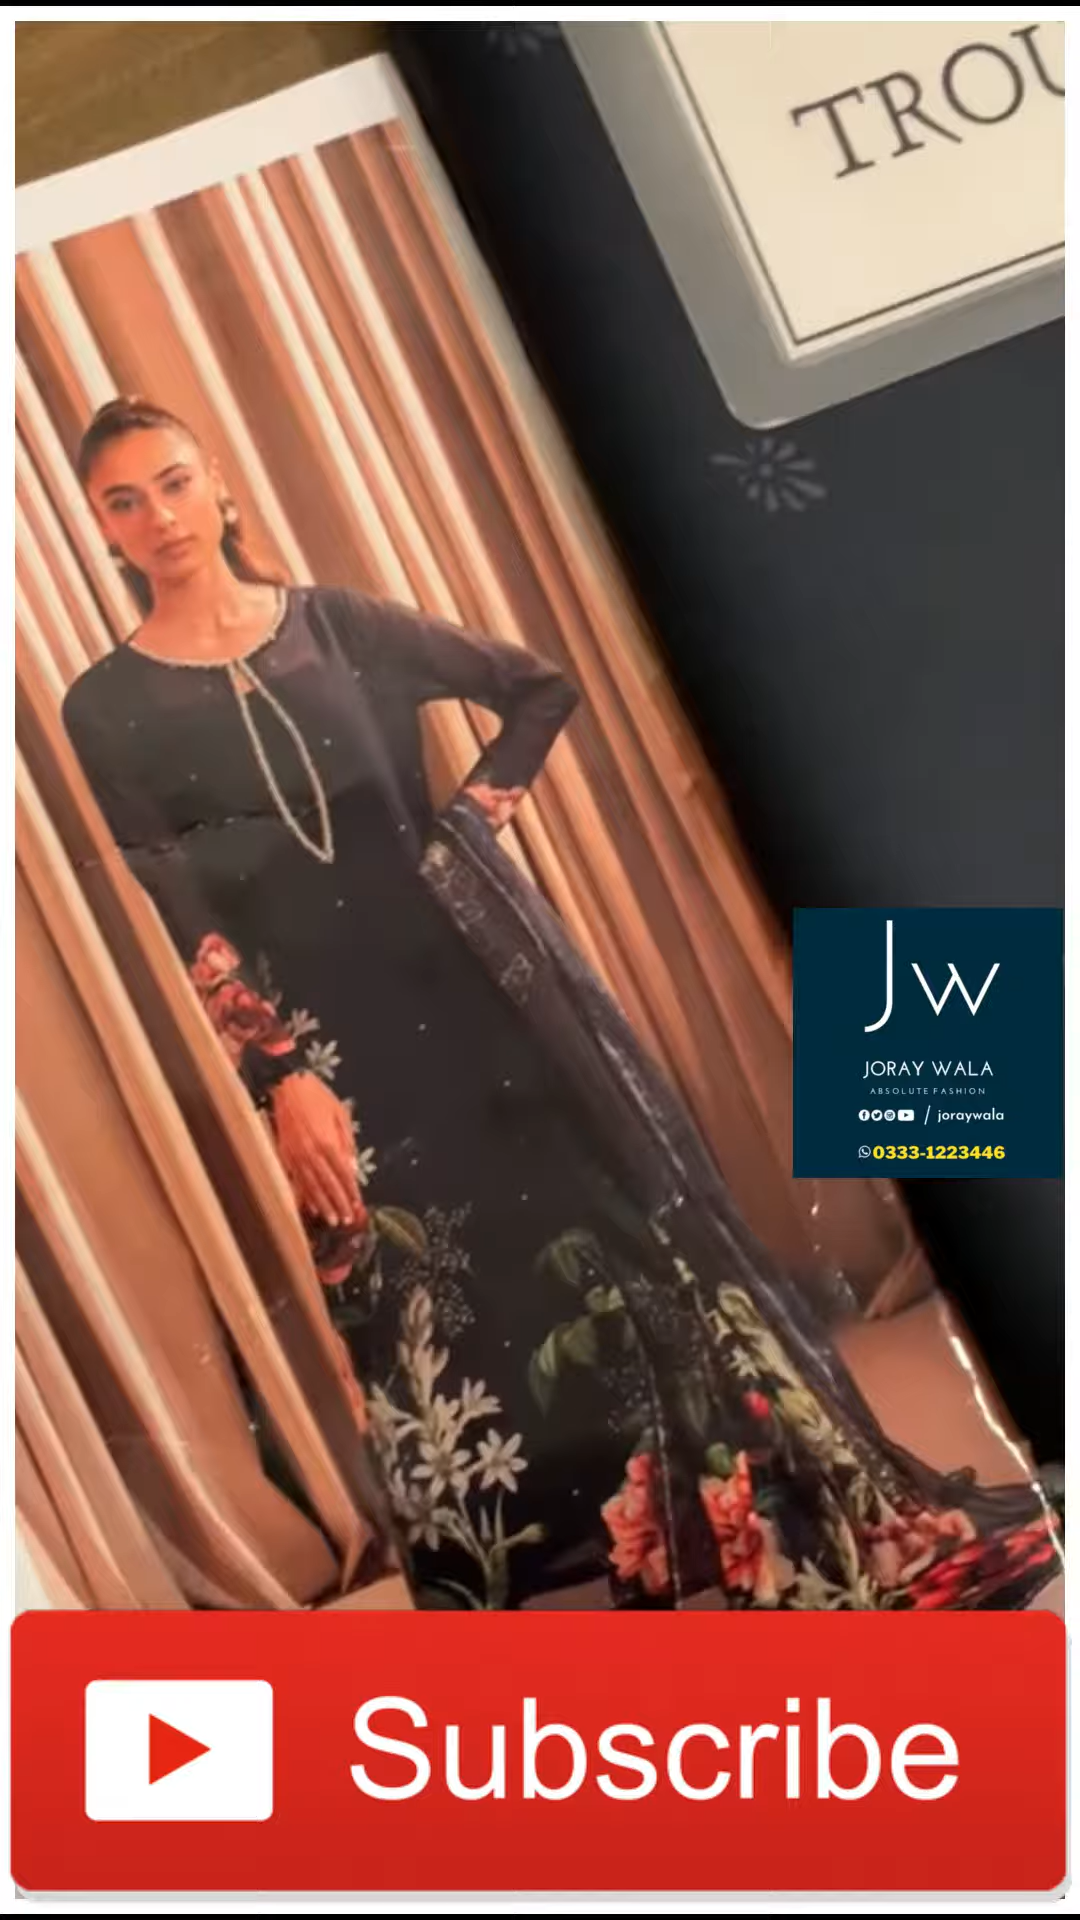 TROU
JW
JORAY WALA
ABSOLUTE FASHION
/ joraywala
0333-1223446
Subscribe